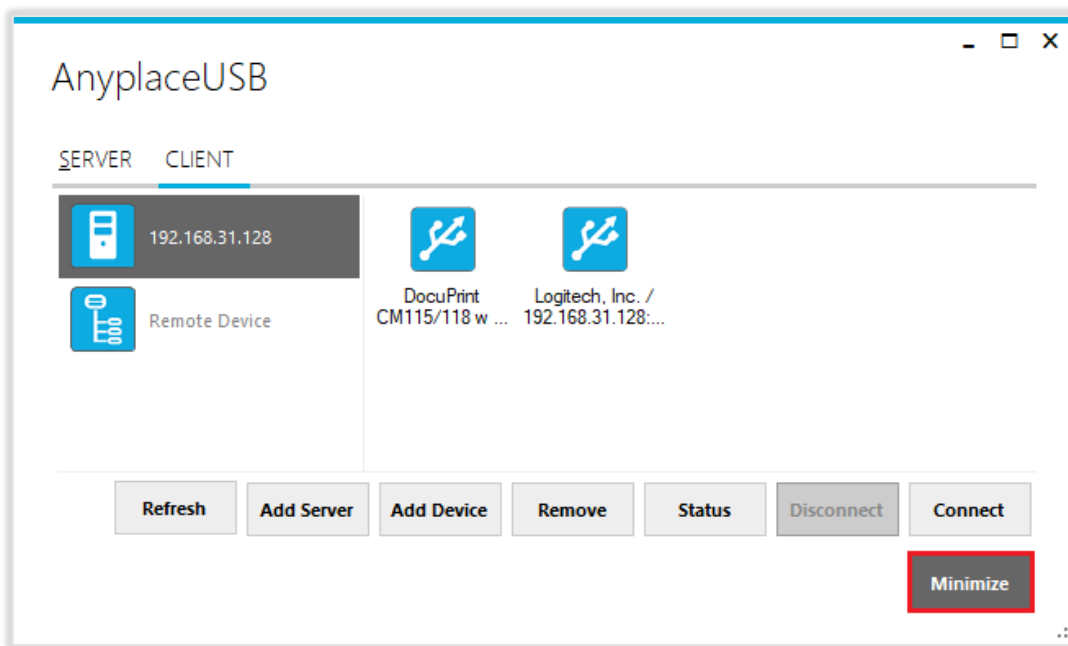 AnyplaceUSB
SERVER CLIENT
192.168.31.128
Remote Device
DocuPrint
CM115/118 w ...
Logitech, Inc. /
192.168.31.128:...
Refresh Add Server Add Device Remove Status Disconnect Connect
Minimize